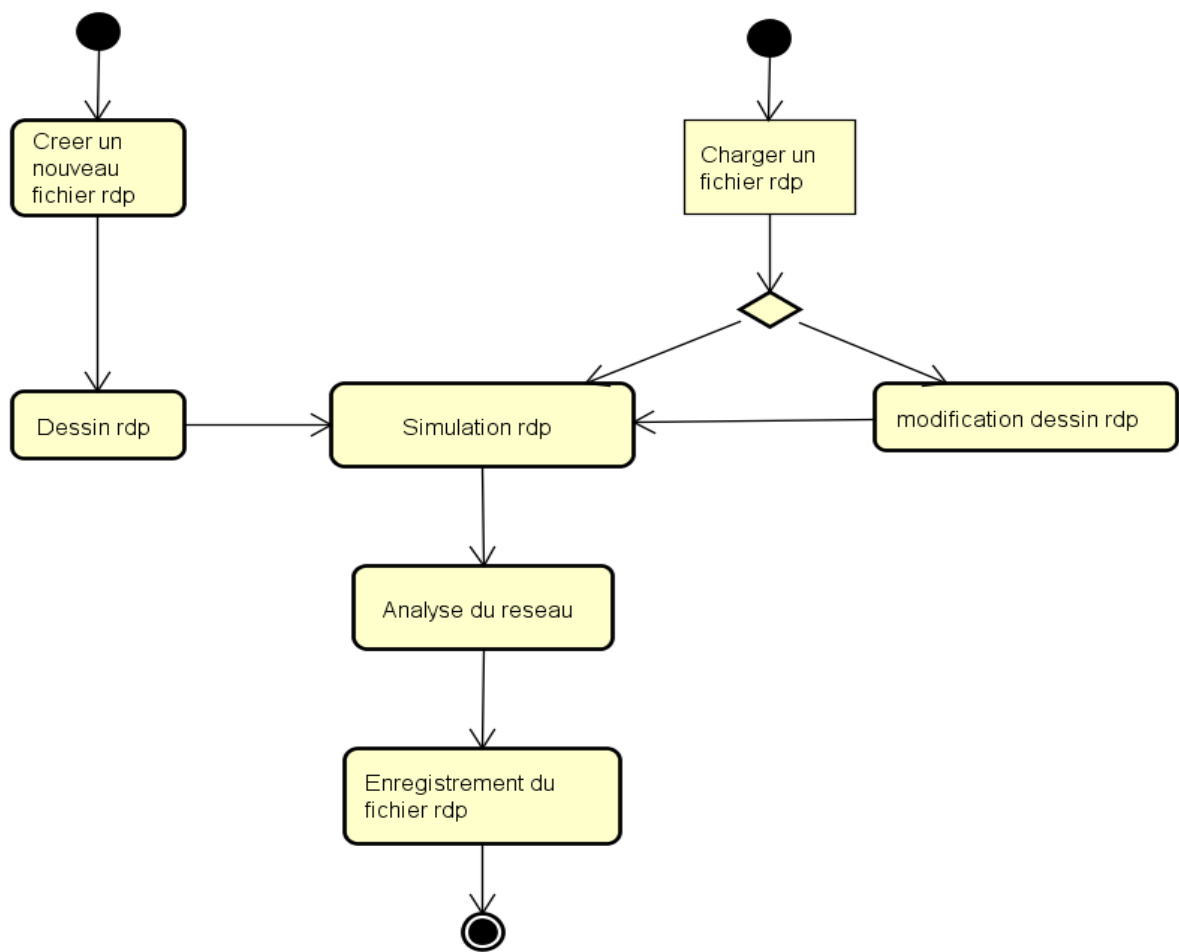 Creer un
nouveau
fichier rdp
Charger un
fichier rdp
Dessin rdp
Simulation rdp
modification dessin rdp
Analyse du reseau
Enregistrement du
fichier rdp